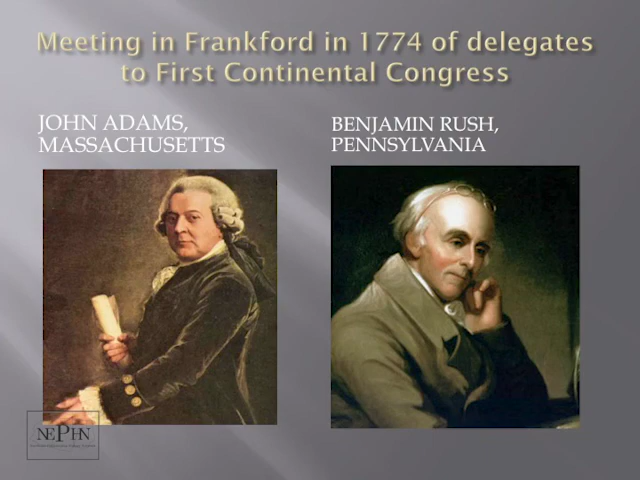 Meeting in Frankford in 1774 of delegates
to First Continental Congress
JOHN ADAMS,
MASSACHUSETTS
BENJAMIN RUSH,
PENNSYLVANIA
NEPHN